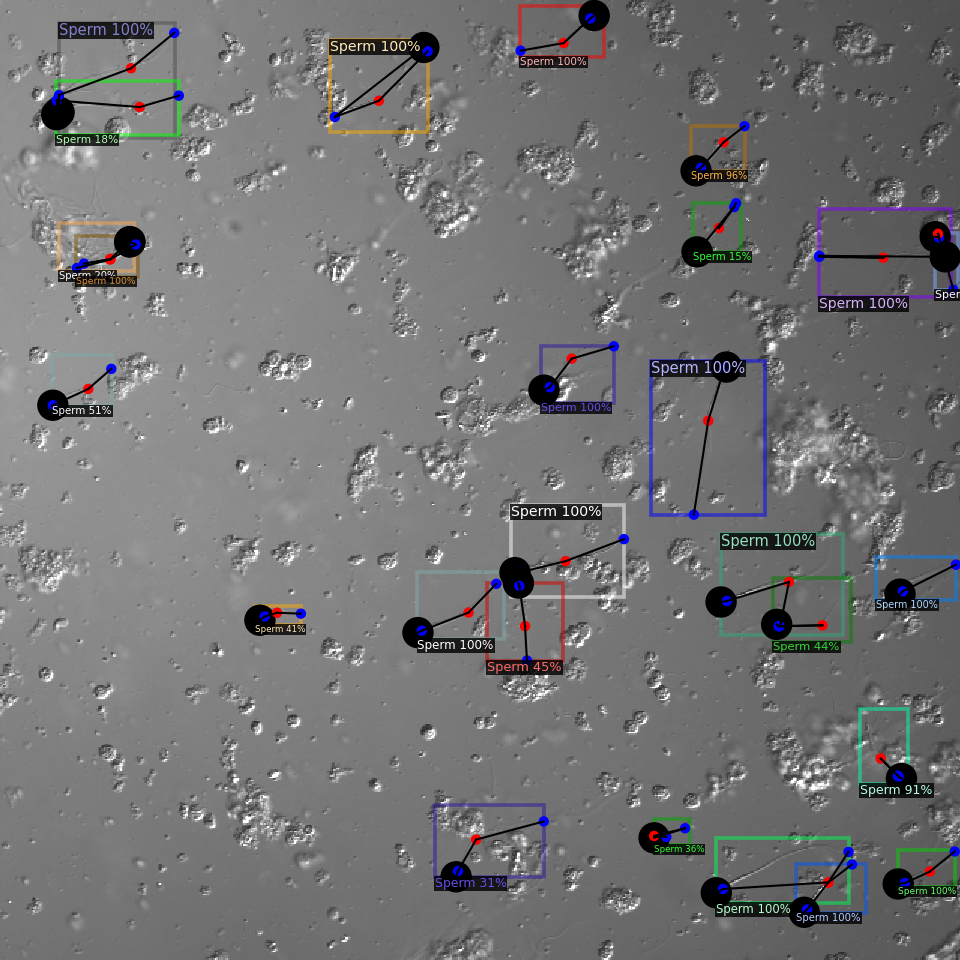 Sperm 100%
Sperm 100%
Sperm 100%
Sperm 18%
Sperm 96%
Sperm 15%
Sperm 20%
Sperm 100%
Sperm 100%
Sper
Sperm 100%
Sperm 51%
Sperm 100%
Sperm 100%
Sperm 100%
Sperm 100%
Sperm 41%
Sperm 100%
Sperm 44%
Sperm 45%
Sperm 91%
Sperm 36%
Sperm 31%
Sperm 100%
Sperm 100%
Sperm 100%